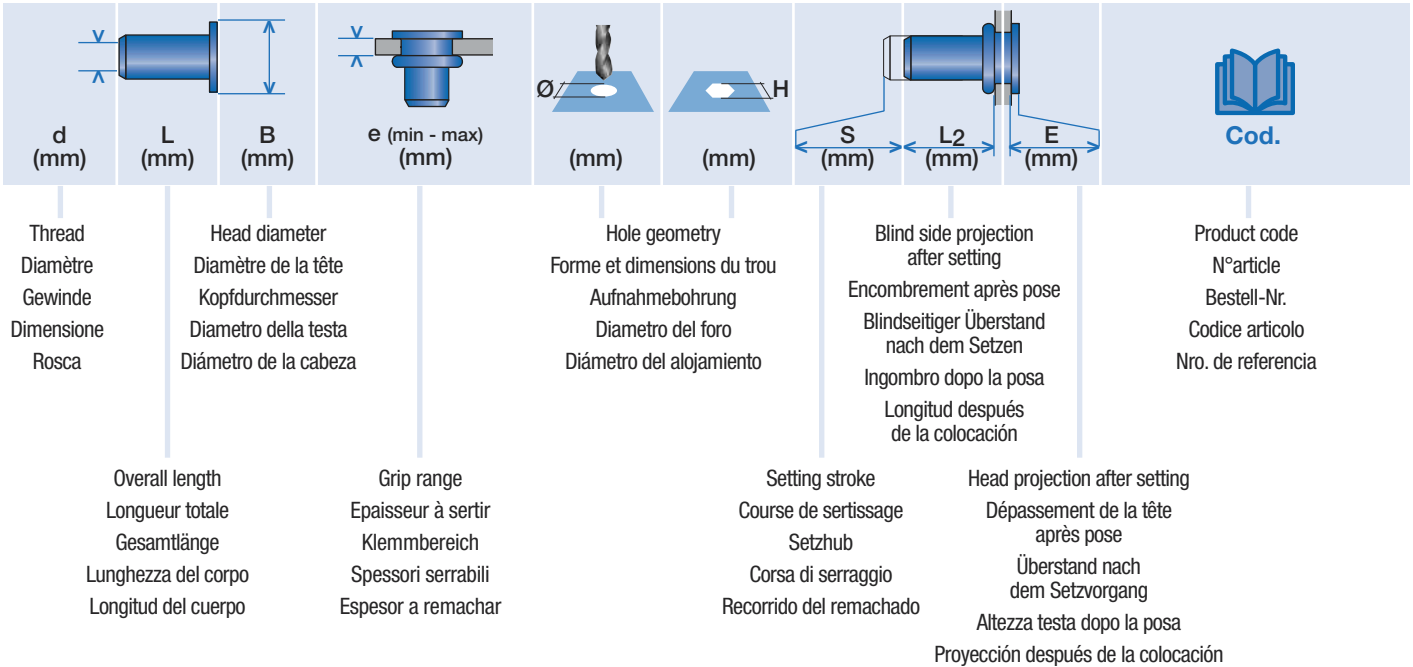 Ø
H
d
(mm)
L
(mm)
B
(mm)
e (min - max)
(mm)
(mm)
(mm)
S
(mm)
L2
(mm)
E
(mm)
Cod.
Thread
Diamètre
Gewinde
Dimensione
Rosca
Head diameter
Diamètre de la tête
Kopfdurchmesser
Diametro della testa
Diámetro de la cabeza
Hole geometry
Forme et dimensions du trou
Aufnahmebohrung
Diametro del foro
Diámetro del alojamiento
Blind side projection
after setting
Encombrement après pose
Blindseitiger Überstand
nach dem Setzen
Ingombro dopo la posa
Longitud después
de la colocación
Product code
N°article
Bestell-Nr.
Codice articolo
Nro. de referencia
Overall length
Longueur totale
Gesamtlänge
Lunghezza del corpo
Longitud del cuerpo
Grip range
Epaisseur à sertir
Klemmbereich
Spessori serrabili
Espesor a remachar
Setting stroke
Course de sertissage
Setzhub
Corsa di serraggio
Recorrido del remachado
Head projection after setting
Dépassement de la tête
après pose
Überstand nach
dem Setzvorgang
Altezza testa dopo la posa
Proyección después de la colocación